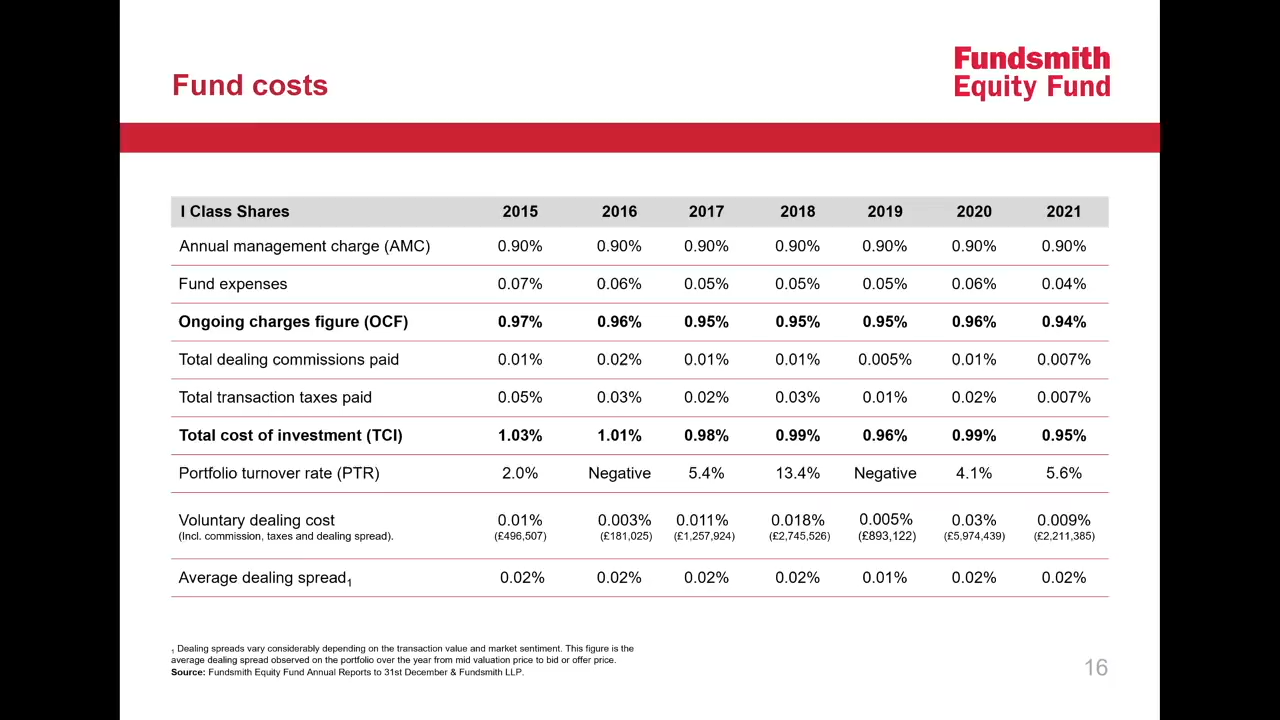 Fundsmith
Equity Fund
Fund costs
I Class Shares 2015 2016 2017 2018 2019 2020 2021
Annual management charge (AMC) 0.90% 0.90% 0.90% 0.90% 0.90% 0.90% 0.90%
Fund expenses 0.07% 0.06% 0.05% 0.05% 0.05% 0.06% 0.04%
Ongoing charges figure (OCF) 0.97% 0.96% 0.95% 0.95% 0.95% 0.96% 0.94%
Total dealing commissions paid 0.01% 0.02% 0.01% 0.01% 0.005% 0.01% 0.007%
Total transaction taxes paid 0.05% 0.03% 0.02% 0.03% 0.01% 0.02% 0.007%
Total cost of investment (TCI) 1.03% 1.01% 0.98% 0.99% 0.96% 0.99% 0.95%
Portfolio turnover rate (PTR) 2.0% Negative 5.4% 13.4% Negative 4.1% 5.6%
Voluntary dealing cost 0.01% 0.003% 0.011% 0.018% 0.005% 0.03% 0.009%
(Incl. commission, taxes and dealing spread). (£496,507) (£181,025) (£1,257,924) (£2,745,526) (£893,122) (£5,974,439) (£2,211,385)
Average dealing spread1 0.02% 0.02% 0.02% 0.02% 0.01% 0.02% 0.02%
1 Dealing spreads vary considerably depending on the transaction value and market sentiment. This figure is the
average dealing spread observed on the portfolio over the year from mid valuation price to bid or offer price.
Source: Fundsmith Equity Fund Annual Reports to 31st December & Fundsmith LLP.
16